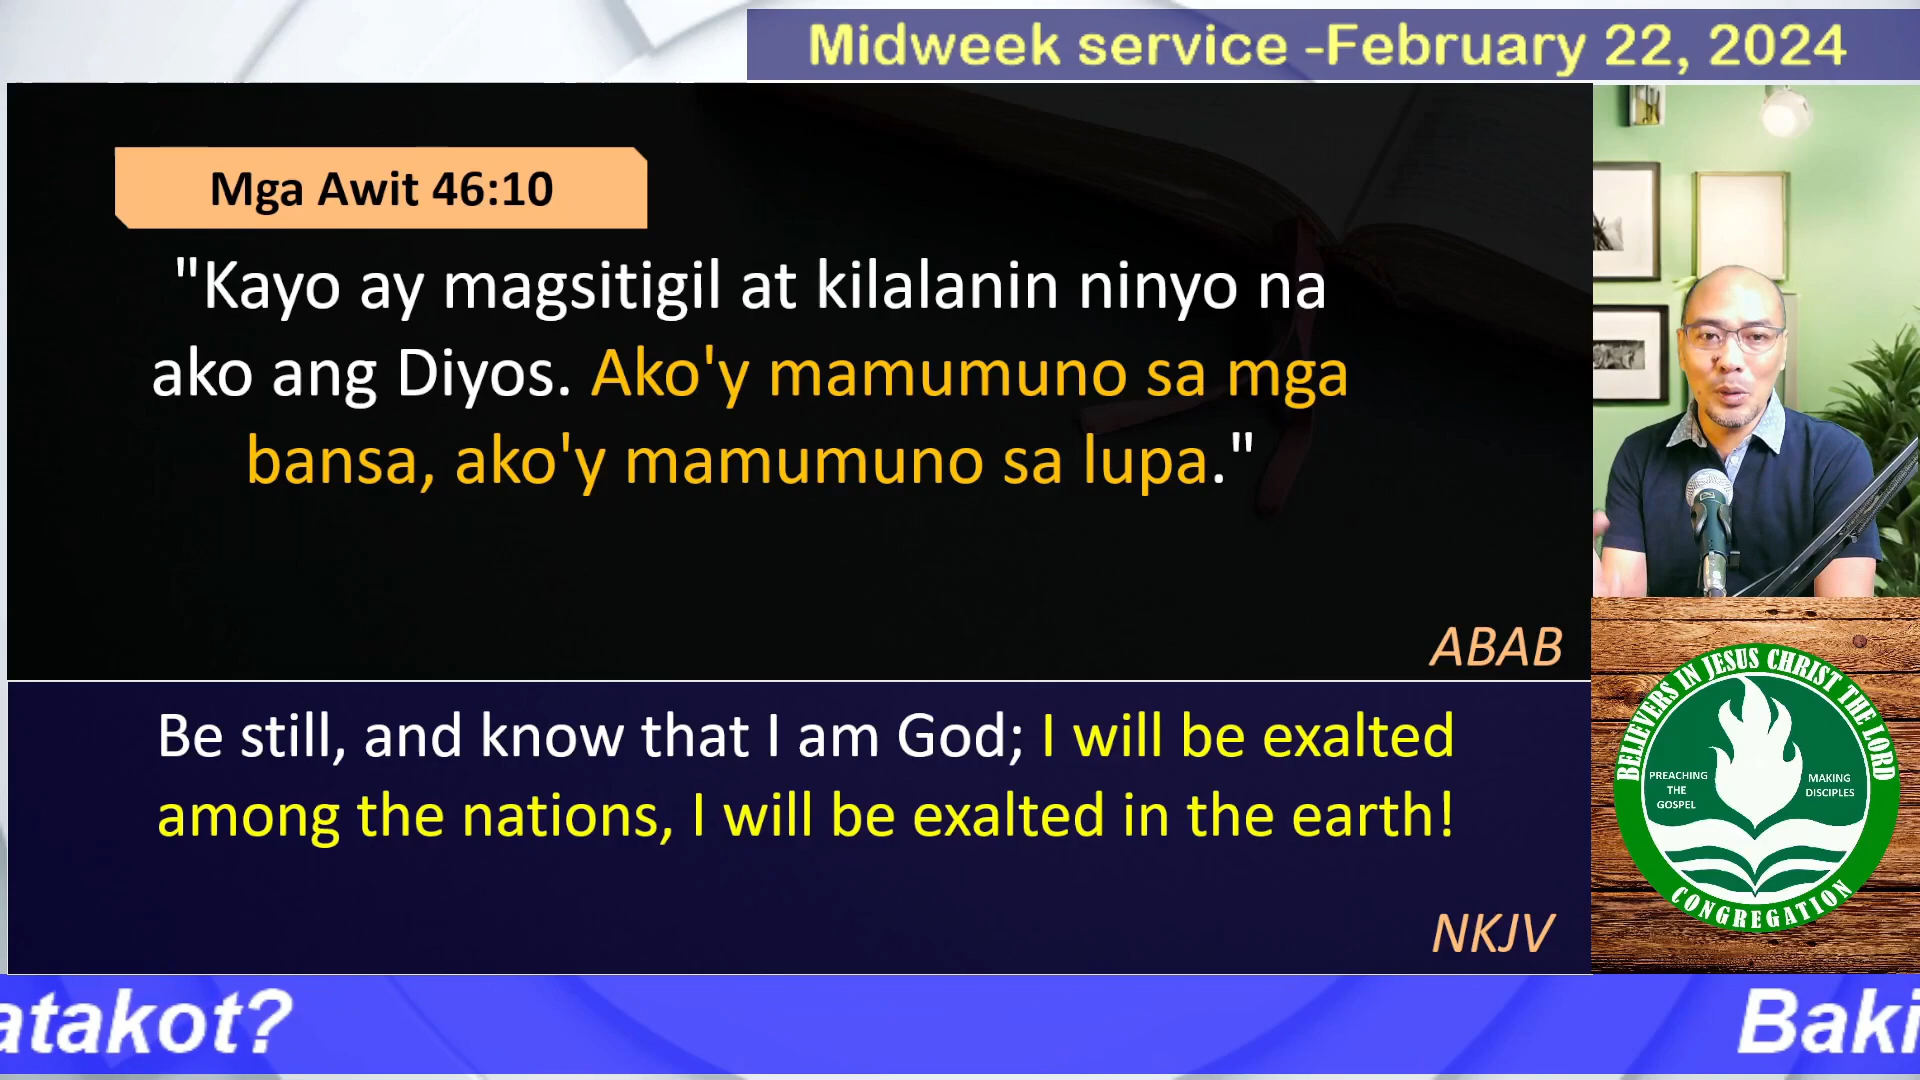 Midweek service -February 22, 2024
Mga Awit 46:10
"Kayo ay magsitigil at kilalanin ninyo na
ako ang Diyos. Ako'y mamumuno sa mga
bansa, ako'y mamumuno sa lupa."
ABAB
Be still, and know that I am God; I will be exalted
among the nations, I will be exalted in the earth!
NKJV
BELIEVERS IN JESUS CHRIST THE LORD
PREACHING
THE
GOSPEL
MAKING
DISCIPLES
CONGREGATION
atakot?
Baki